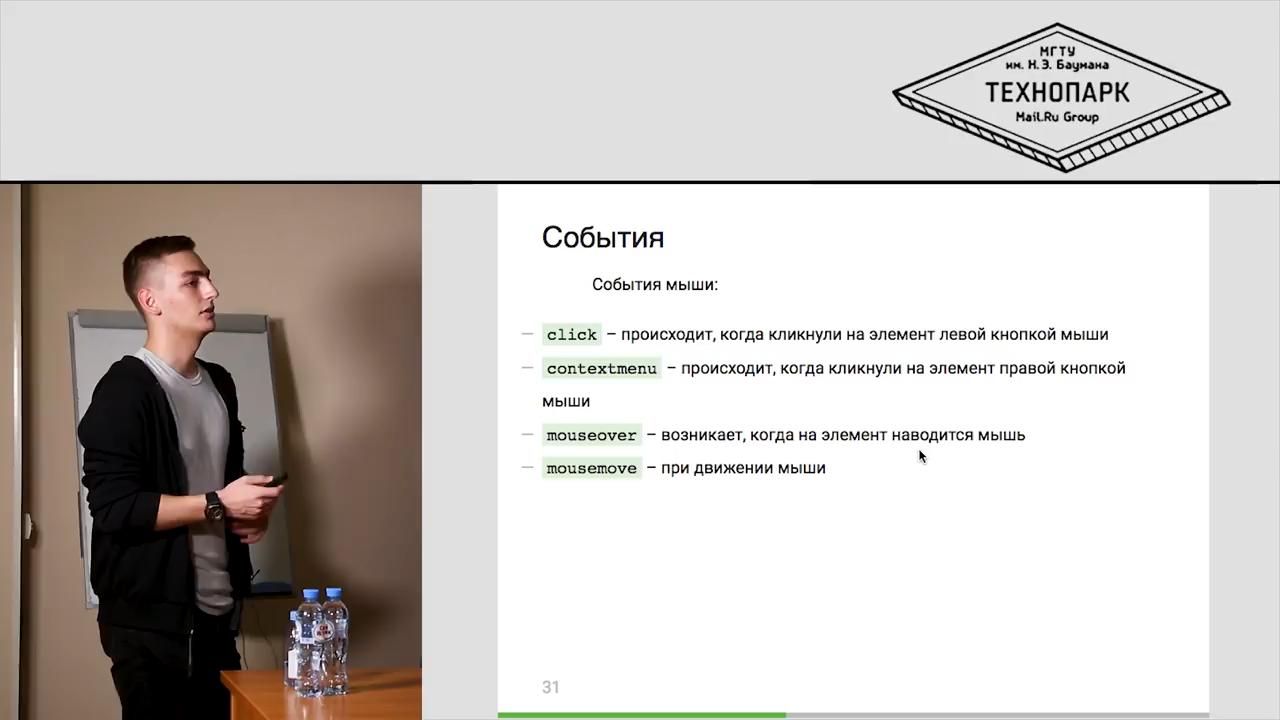 МГТУ
им. Н.Э. Баумана
ТЕХНОПАРК
Mail.Ru Group
События
События мыши:
— click – происходит, когда кликнули на элемент левой кнопкой мыши
— contextmenu – происходит, когда кликнули на элемент правой кнопкой
мыши
— mouseover – возникает, когда на элемент наводится мышь
— mousemove – при движении мыши
31